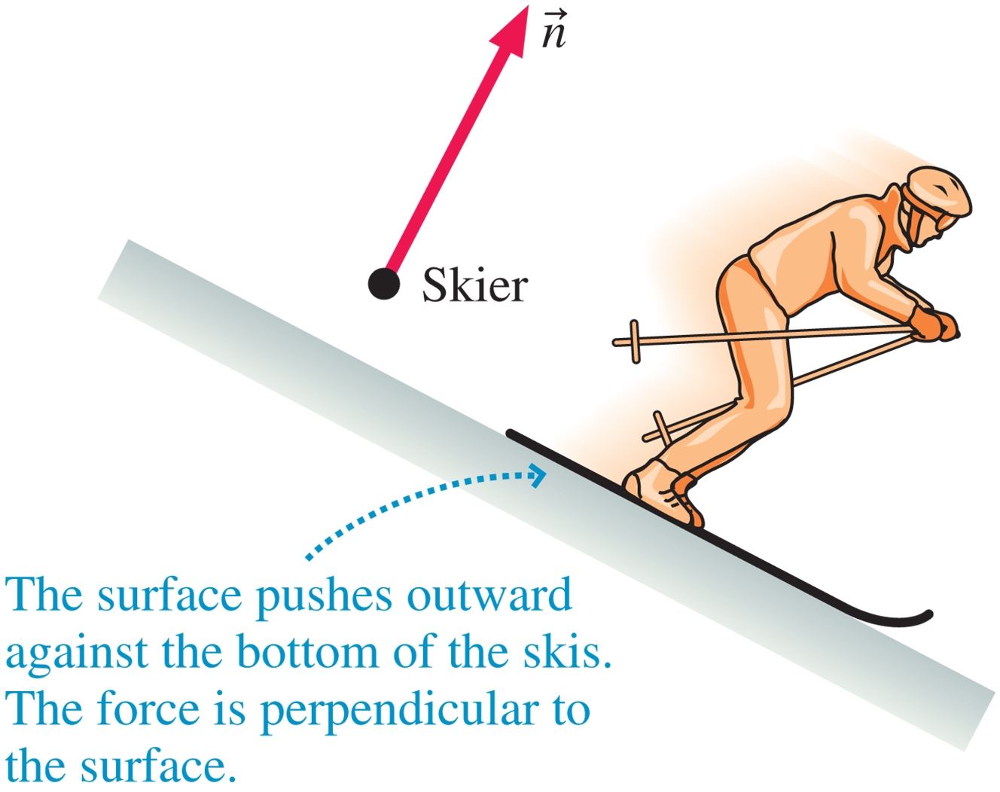 n⃗
Skier
The surface pushes outward
against the bottom of the skis.
The force is perpendicular to
the surface.